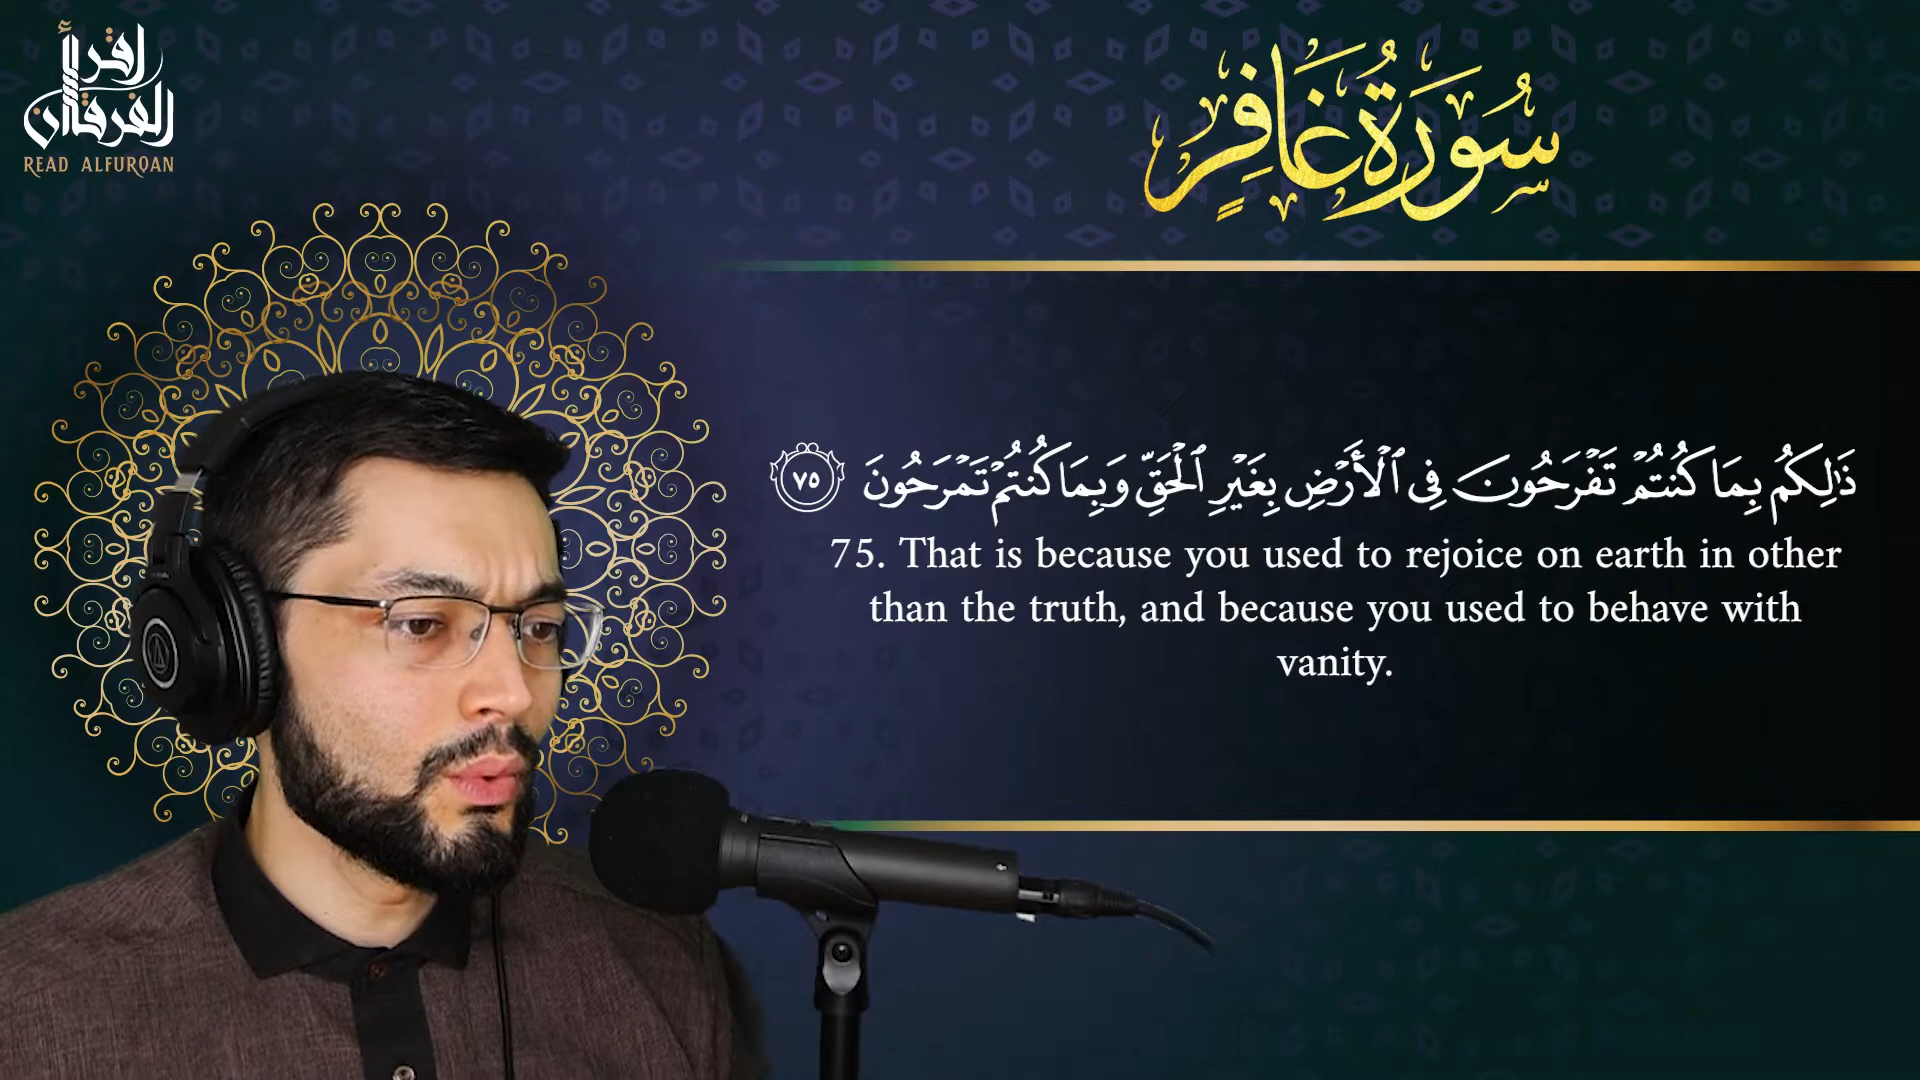 اقرأ
الفرقان
READ ALFURQAN
سُورَةُ غَافِرٍ
ذَٰلِكُم بِمَا كُنتُمْ تَفْرَحُونَ فِى ٱلْأَرْضِ بِغَيْرِ ٱلْحَقِّ وَبِمَا كُنتُمْ تَمْرَحُونَ ٧٥
75. That is because you used to rejoice on earth in other
than the truth, and because you used to behave with
vanity.